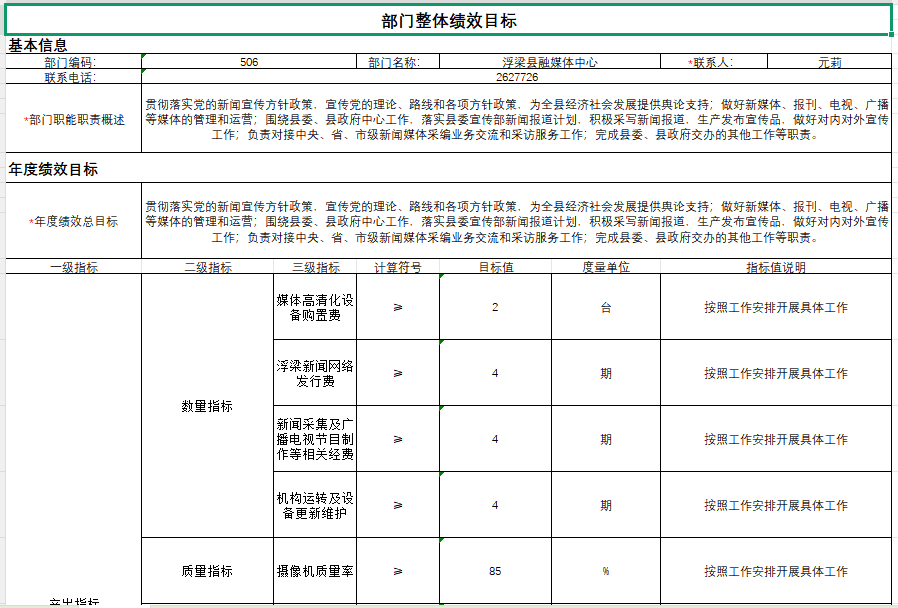 部门整体绩效目标
基本信息
部门编码： 506 部门名称： 浮梁县融媒体中心 *联系人： 元莉
联系电话： 2627726
*部门职能职责概述
贯彻落实党的新闻宣传方针政策，宣传党的理论、路线和各项方针政策，为全县经济社会发展提供舆论支持；做好新媒体、报刊、电视、广播
等媒体的管理和运营；围绕县委、县政府中心工作，落实县委宣传部新闻报道计划，积极采写新闻报道，生产发布宣传品，做好对内对外宣传
工作；负责对接中央、省、市级新闻媒体采编业务交流和采访服务工作；完成县委、县政府交办的其他工作等职责。
年度绩效目标
*年度绩效总目标
贯彻落实党的新闻宣传方针政策，宣传党的理论、路线和各项方针政策，为全县经济社会发展提供舆论支持；做好新媒体、报刊、电视、广播
等媒体的管理和运营；围绕县委、县政府中心工作，落实县委宣传部新闻报道计划，积极采写新闻报道，生产发布宣传品，做好对内对外宣传
工作；负责对接中央、省、市级新闻媒体采编业务交流和采访服务工作；完成县委、县政府交办的其他工作等职责。
一级指标 二级指标 三级指标 计算符号 目标值 度量单位 指标值说明
媒体高清化设
备购置费
≥ 2 台 按照工作安排开展具体工作
浮梁新闻网络
发行费
≥ 4 期 按照工作安排开展具体工作
数量指标
新闻采集及广
播电视节目制
作等相关经费
≥ 4 期 按照工作安排开展具体工作
机构运转及设
备更新维护
≥ 4 期 按照工作安排开展具体工作
质量指标 摄像机质量率 ≥ 85 % 按照工作安排开展具体工作
产出指标